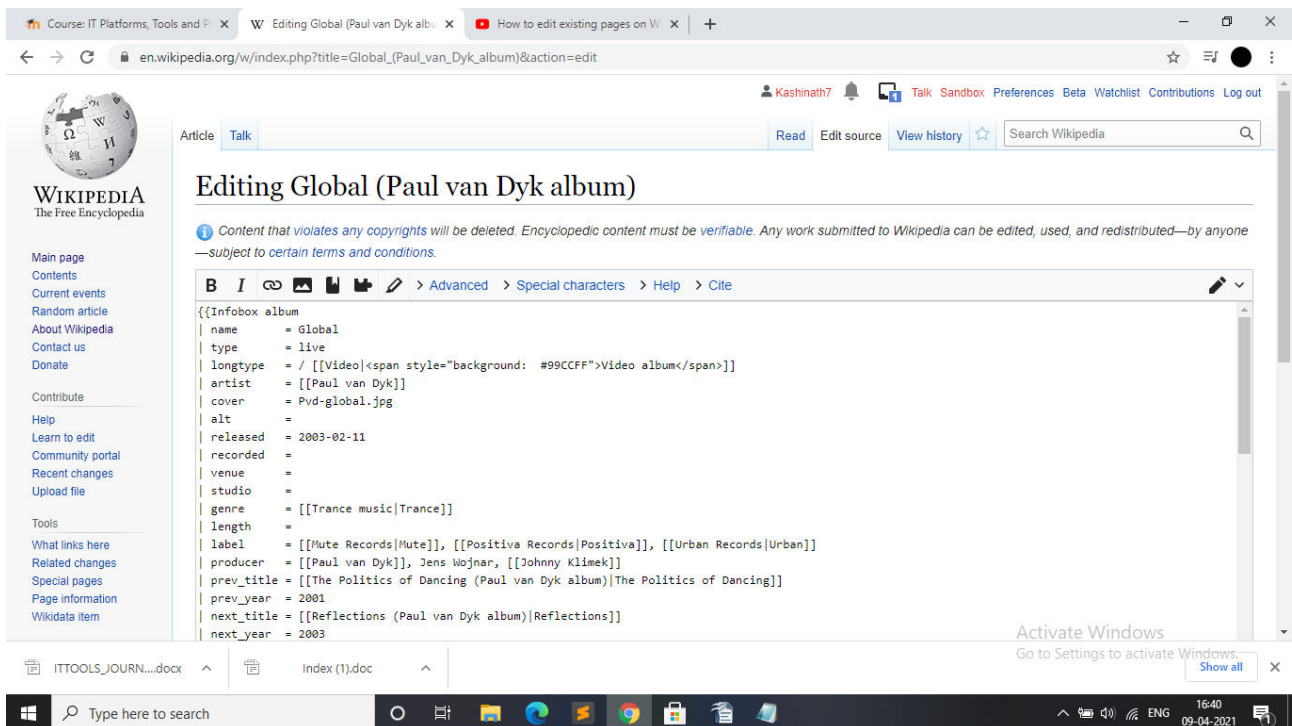 Course: IT Platforms, Tools and Pr
Editing Global (Paul van Dyk albu
How to edit existing pages on W
en.wikipedia.org/w/index.php?title=Global_(Paul_van_Dyk_album)&action=edit
Kashinath7 1 Talk Sandbox Preferences Beta Watchlist Contributions Log out
Article Talk Read Edit source View history Search Wikipedia
WIKIPEDIA
The Free Encyclopedia
Main page
Contents
Current events
Random article
About Wikipedia
Contact us
Donate
Contribute
Help
Learn to edit
Community portal
Recent changes
Upload file
Tools
What links here
Related changes
Special pages
Page information
Wikidata item
Editing Global (Paul van Dyk album)
Content that violates any copyrights will be deleted. Encyclopedic content must be verifiable. Any work submitted to Wikipedia can be edited, used, and redistributed—by anyone
—subject to certain terms and conditions.
B I > Advanced > Special characters > Help > Cite
{{Infobox album
| name = Global
| type = live
| longtype = / [[Video|<span style="background: #99CCFF">Video album</span>]]
| artist = [[Paul van Dyk]]
| cover = Pvd-global.jpg
| alt =
| released = 2003-02-11
| recorded =
| venue =
| studio =
| genre = [[Trance music|Trance]]
| length =
| label = [[Mute Records|Mute]], [[Positiva Records|Positiva]], [[Urban Records|Urban]]
| producer = [[Paul van Dyk]], Jens Wojnar, [[Johnny Klimek]]
| prev_title = [[The Politics of Dancing (Paul van Dyk album)|The Politics of Dancing]]
| prev_year = 2001
| next_title = [[Reflections (Paul van Dyk album)|Reflections]]
| next_year = 2003
Activate Windows
Go to Settings to activate Windows.
ITTOOLS_JOURN....docx
Index (1).doc
Show all
Type here to search
ENG
16:40
09-04-2021